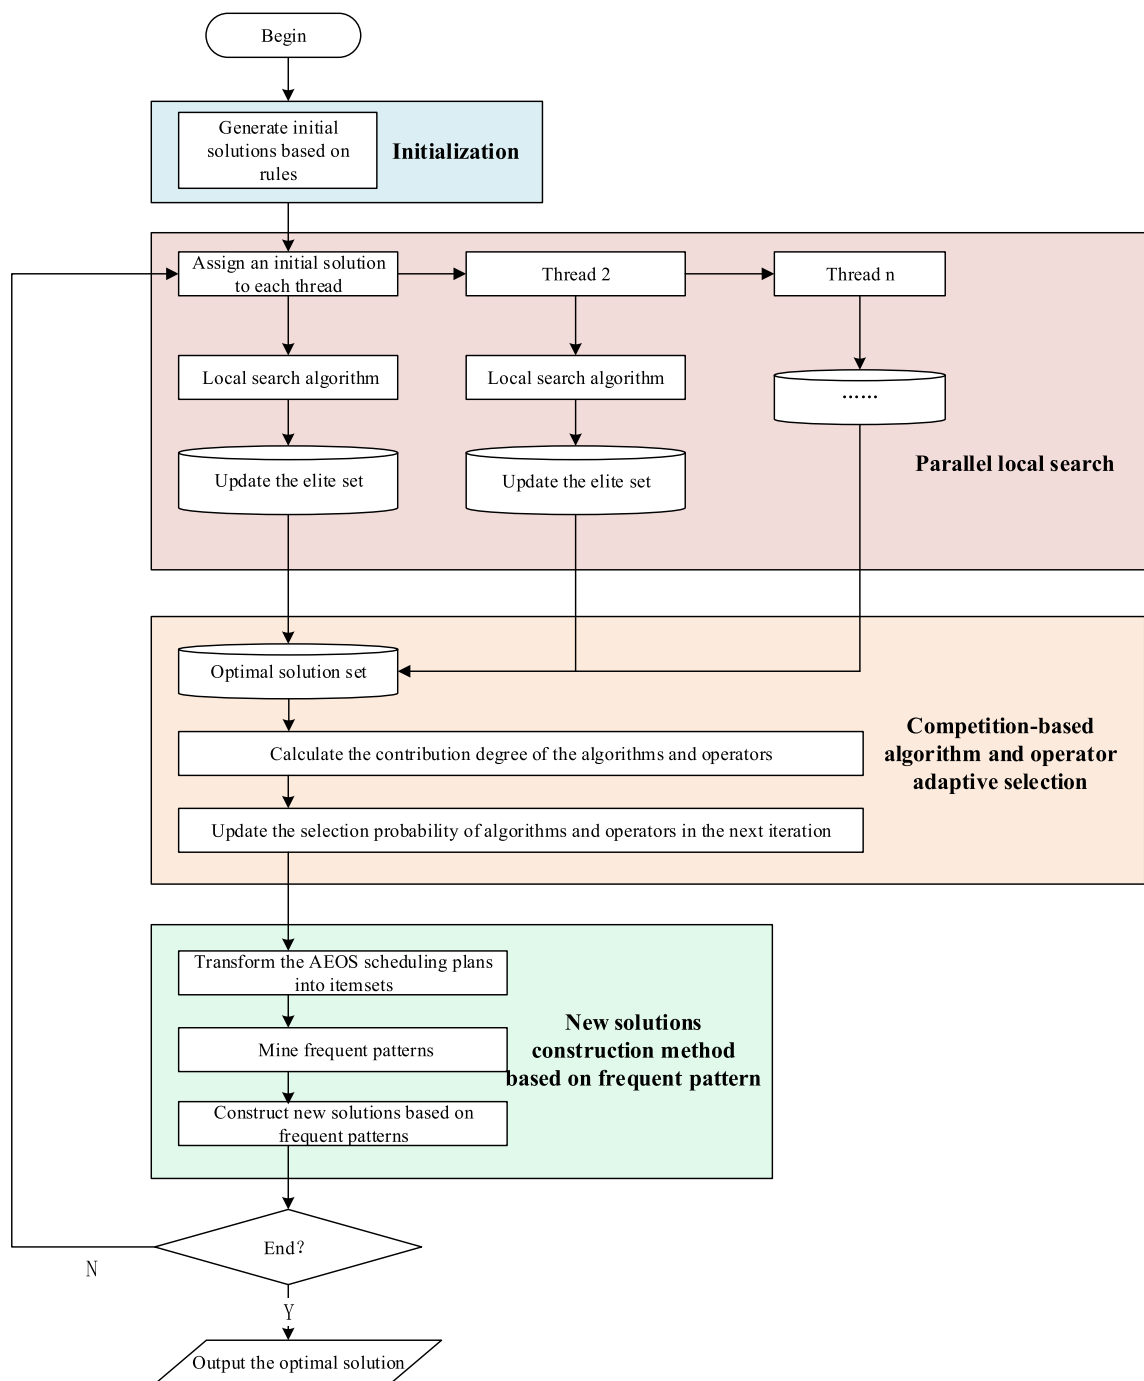 Begin
Generate initial
solutions based on
rules
Initialization
Assign an initial solution
to each thread
Thread 2
Thread n
Local search algorithm
Local search algorithm
......
Update the elite set
Update the elite set
Parallel local search
Optimal solution set
Calculate the contribution degree of the algorithms and operators
Update the selection probability of algorithms and operators in the next iteration
Competition-based
algorithm and operator
adaptive selection
Transform the AEOS scheduling plans
into itemsets
Mine frequent patterns
Construct new solutions based on
frequent patterns
New solutions
construction method
based on frequent pattern
End?
N
Y
Output the optimal solution